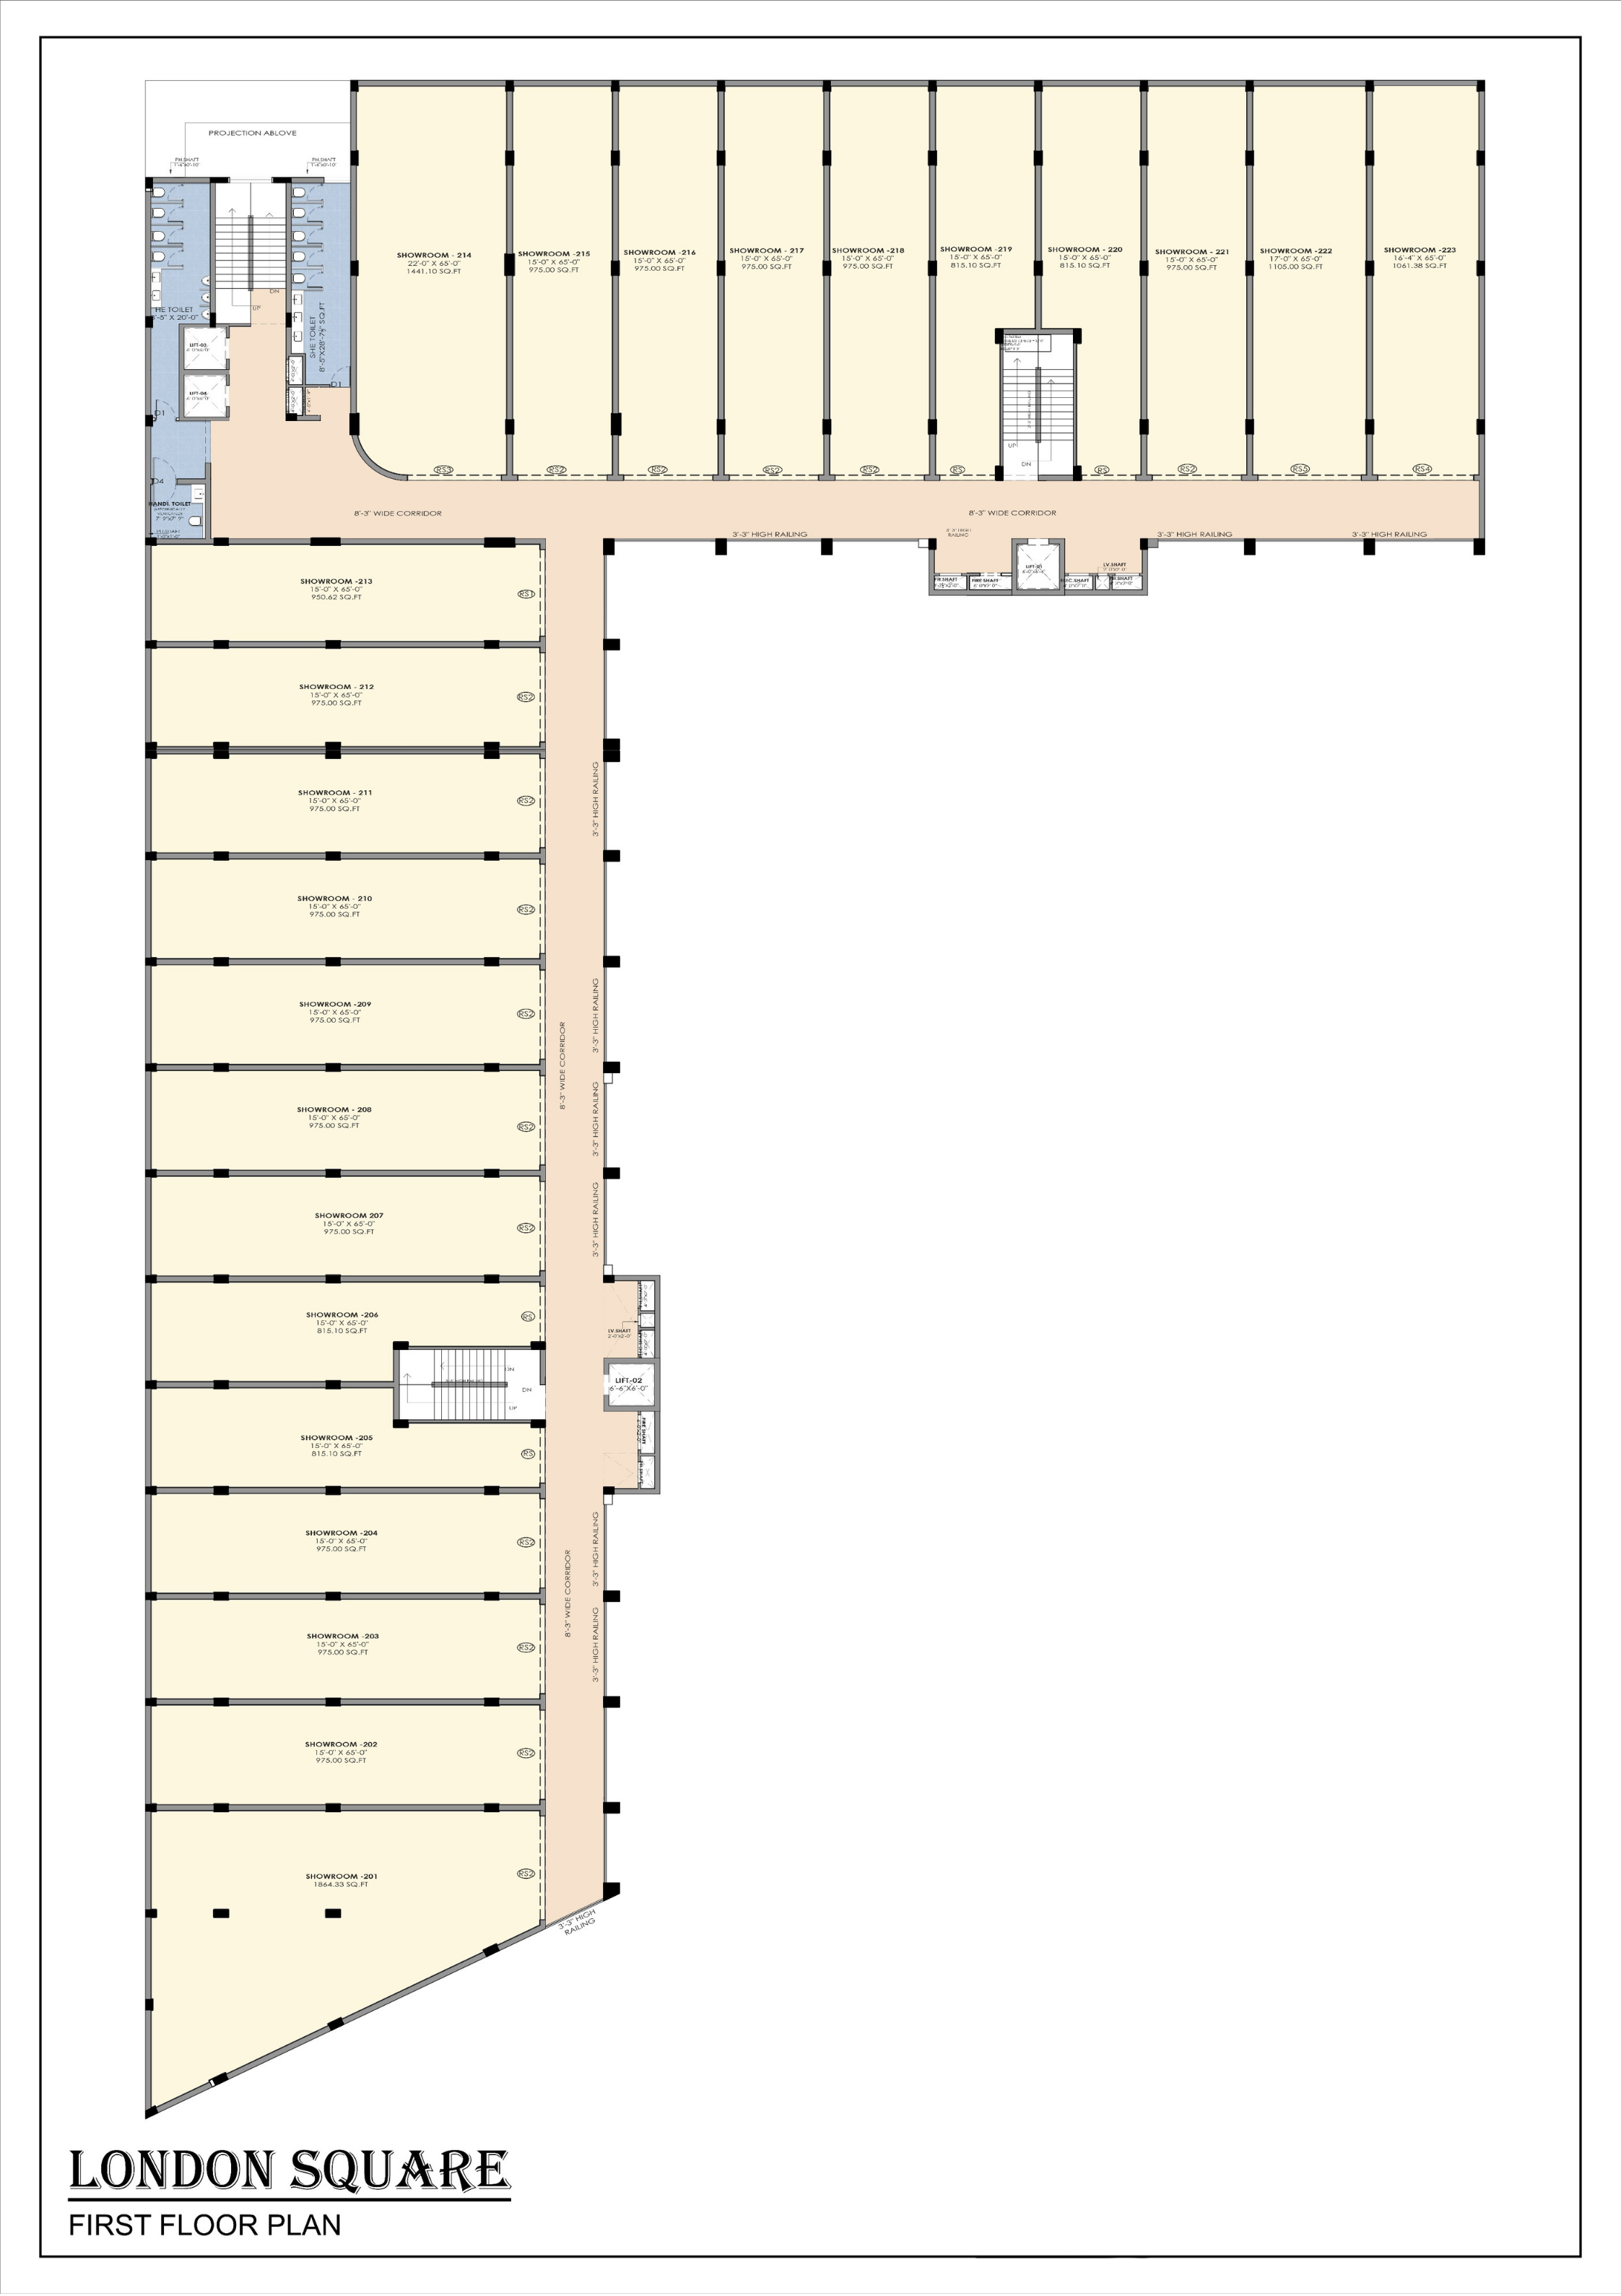 PROJECTION ABLOVE
PH.SHAFT
1'-6"X0'-10"
PH.SHAFT
1'-6"X0'-10"
SHOWROOM - 214
22'-0" X 65'-0"
1441.10 SQ.FT
SHOWROOM -215
15'-0" X 65'-0"
975.00 SQ.FT
SHOWROOM -216
15'-0" X 65'-0"
975.00 SQ.FT
SHOWROOM - 217
15'-0" X 65'-0"
975.00 SQ.FT
SHOWROOM -218
15'-0" X 65'-0"
975.00 SQ.FT
SHOWROOM -219
15'-0" X 65'-0"
815.10 SQ.FT
SHOWROOM - 220
15'-0" X 65'-0"
815.10 SQ.FT
SHOWROOM - 221
15'-0" X 65'-0"
975.00 SQ.FT
SHOWROOM -222
17'-0" X 65'-0"
1105.00 SQ.FT
SHOWROOM -223
16'-4" X 65'-0"
1061.38 SQ.FT
DN
UP
HE TOILET
'-5" X 20'-0"
SHE TOILET
LIFT-03
LIFT-04
D1
D1
UP
DN
RS3
RS2
RS2
RS2
RS2
RS
RS
RS2
RS5
RS4
D4
HANDI. TOILET
8'-3" WIDE CORRIDOR
8'-3" WIDE CORRIDOR
3'-3" HIGH RAILING
3'-3" HIGH
RAILING
3'-3" HIGH RAILING
3'-3" HIGH RAILING
LIFT-01
LV.SHAFT
FIRE SHAFT
SHOWROOM -213
15'-0" X 65'-0"
950.62 SQ.FT
RS1
SHOWROOM - 212
15'-0" X 65'-0"
975.00 SQ.FT
RS2
SHOWROOM - 211
15'-0" X 65'-0"
975.00 SQ.FT
RS2
3'-3" HIGH RAILING
SHOWROOM - 210
15'-0" X 65'-0"
975.00 SQ.FT
RS2
SHOWROOM -209
15'-0" X 65'-0"
975.00 SQ.FT
RS2
3'-3" HIGH RAILING
8'-3" WIDE CORRIDOR
SHOWROOM - 208
15'-0" X 65'-0"
975.00 SQ.FT
RS2
3'-3" HIGH RAILING
SHOWROOM 207
15'-0" X 65'-0"
975.00 SQ.FT
RS2
3'-3" HIGH RAILING
SHOWROOM -206
15'-0" X 65'-0"
815.10 SQ.FT
RS
LV.SHAFT
2'-0"X2'-0"
DN
DN
UP
LIFT-02
6'-6"X6'-0"
FIRE SHAFT
SHOWROOM -205
15'-0" X 65'-0"
815.10 SQ.FT
RS
SHOWROOM -204
15'-0" X 65'-0"
975.00 SQ.FT
RS2
3'-3" HIGH RAILING
8'-3" WIDE CORRIDOR
SHOWROOM -203
15'-0" X 65'-0"
975.00 SQ.FT
RS2
3'-3" HIGH RAILING
SHOWROOM -202
15'-0" X 65'-0"
975.00 SQ.FT
RS2
SHOWROOM -201
1864.33 SQ.FT
RS2
3'-3" HIGH
RAILING
LONDON SQUARE
FIRST FLOOR PLAN